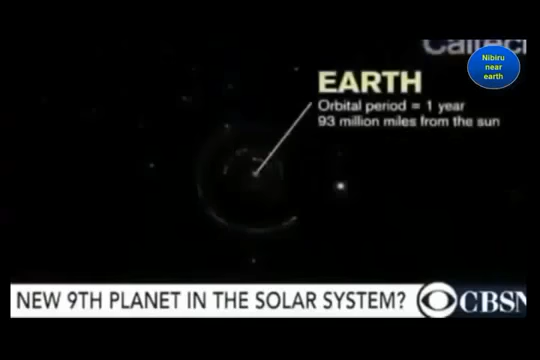 Caltech
Nibiru
near
earth
EARTH
Orbital period = 1 year
93 million miles from the sun
NEW 9TH PLANET IN THE SOLAR SYSTEM?
CBSN